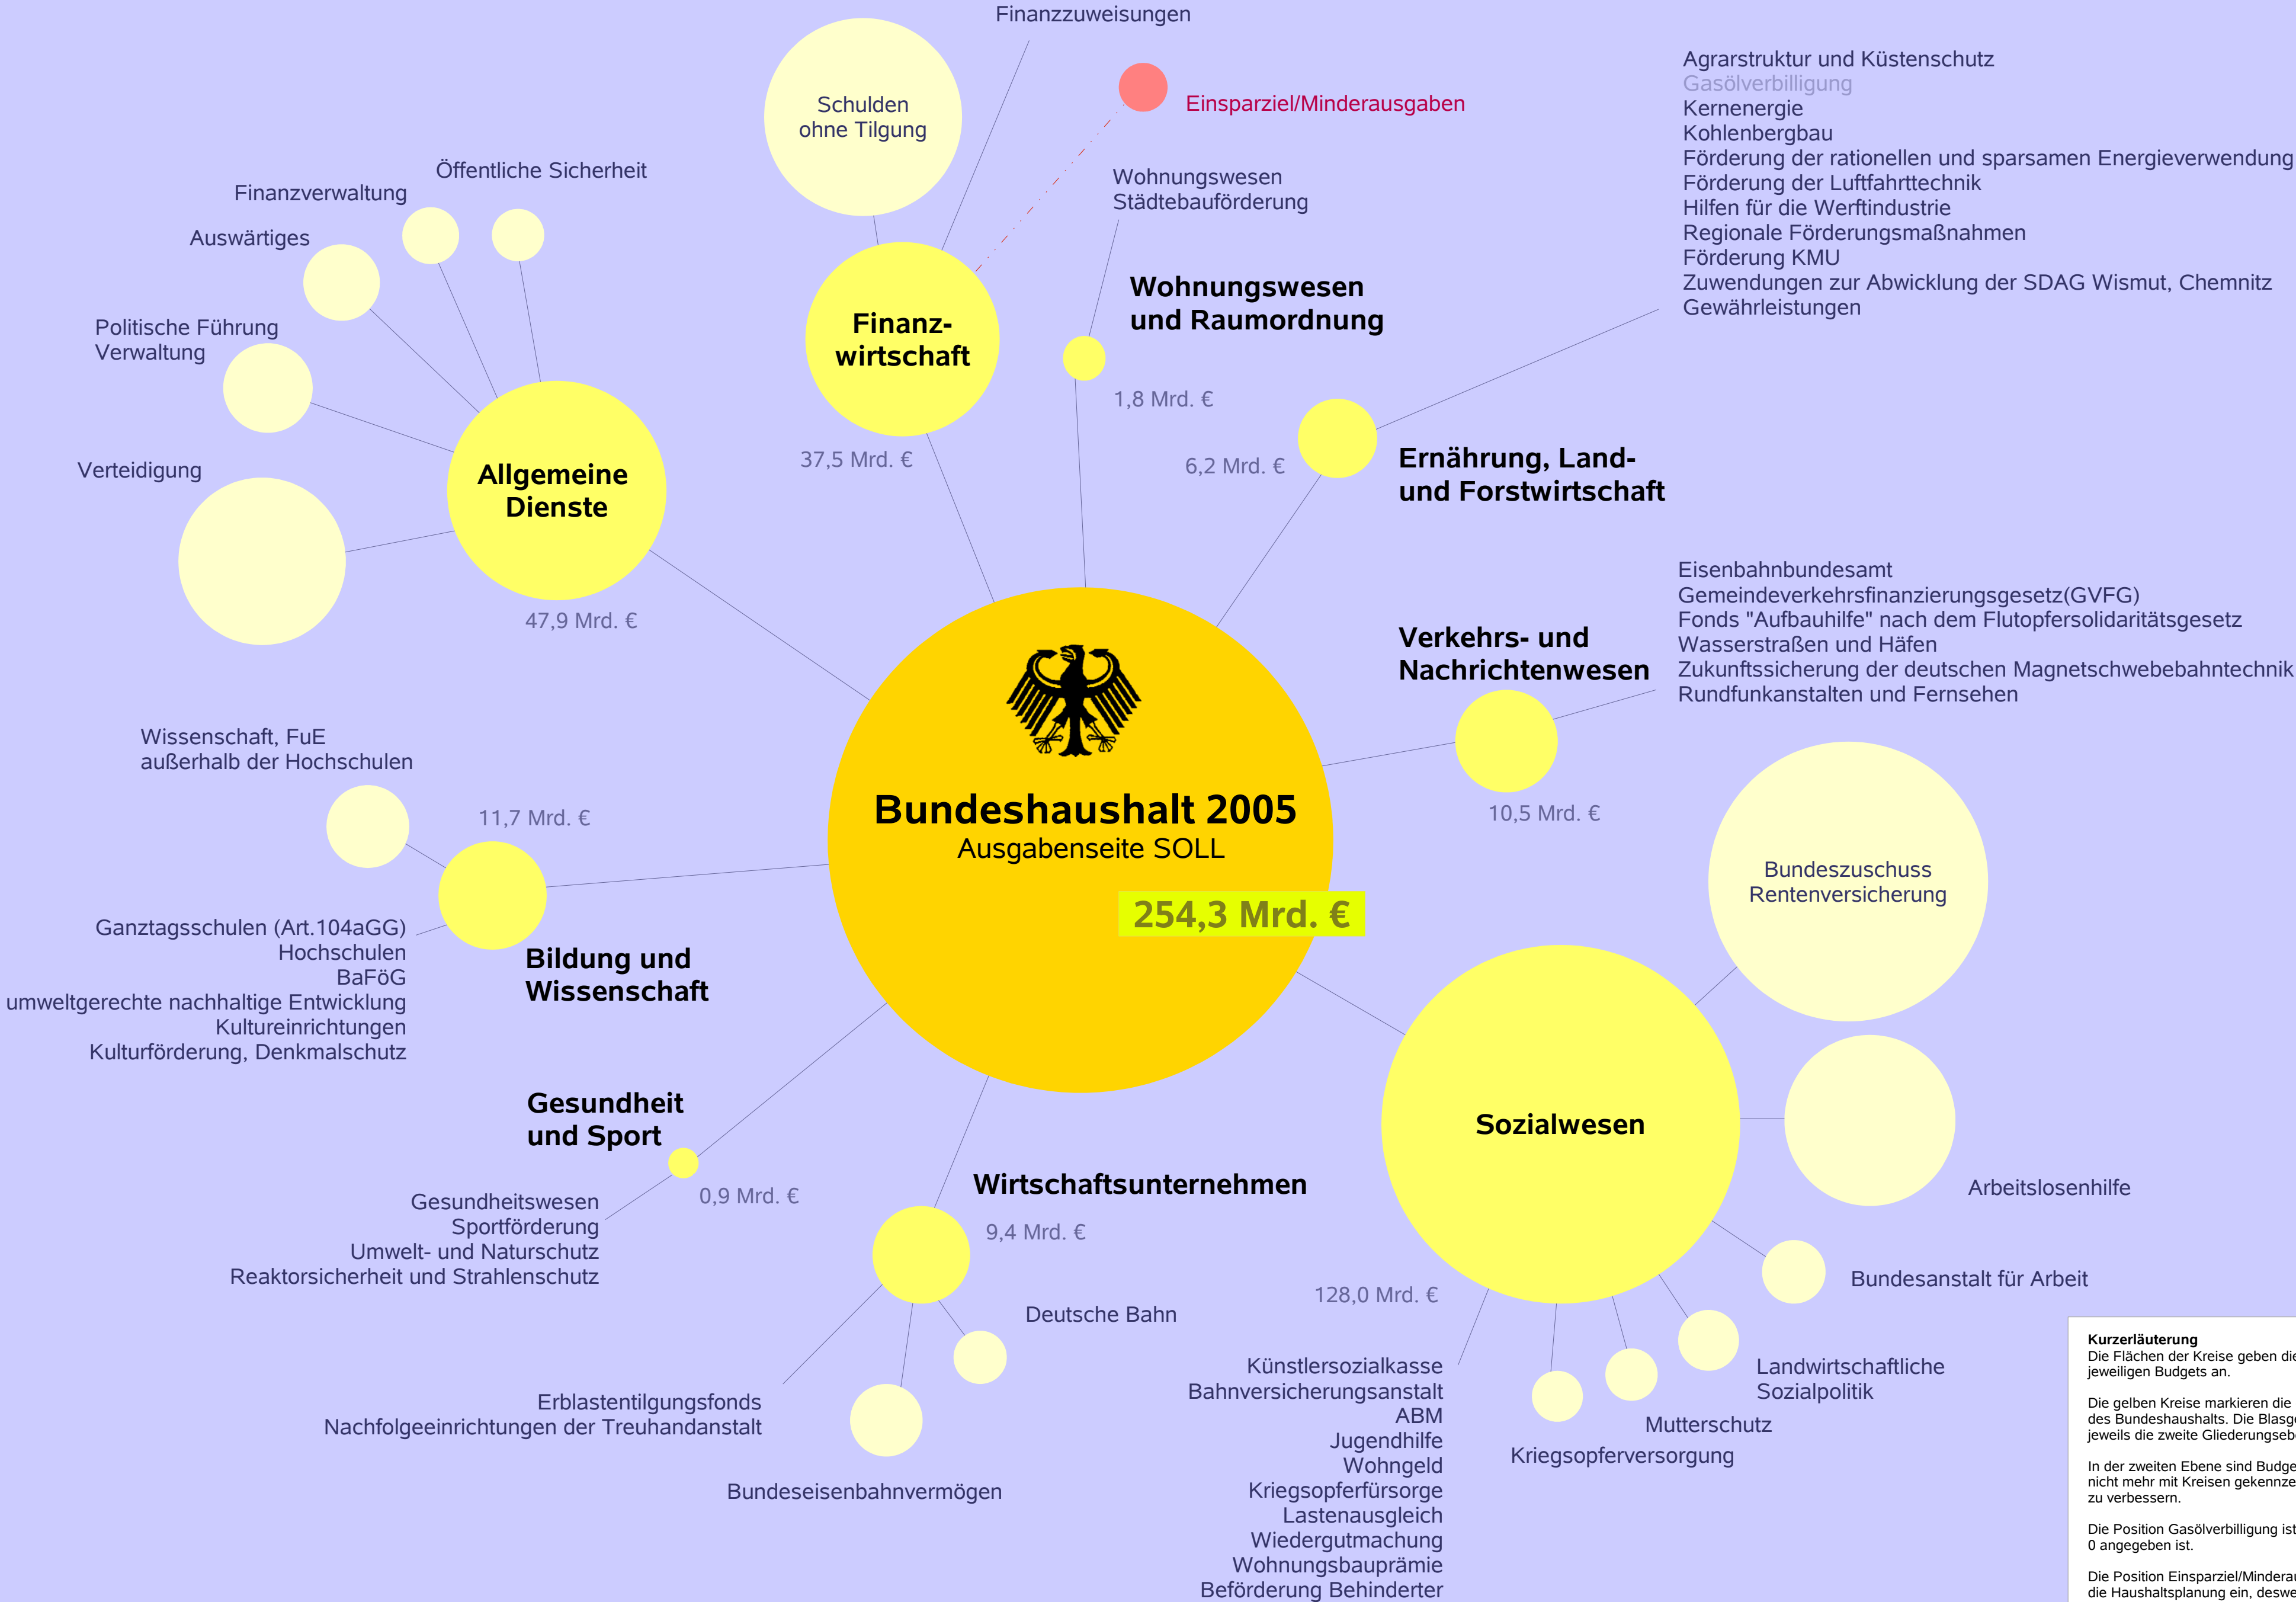 Finanzzuweisungen
Schulden
ohne Tilgung
Einsparziel/Minderausgaben
Agrarstruktur und Küstenschutz
Gasölverbilligung
Kernenergie
Kohlenbergbau
Förderung der rationellen und sparsamen Energieverwendung
Förderung der Luftfahrttechnik
Hilfen für die Werftindustrie
Regionale Förderungsmaßnahmen
Förderung KMU
Zuwendungen zur Abwicklung der SDAG Wismut, Chemnitz
Gewährleistungen
Öffentliche Sicherheit
Finanzverwaltung
Auswärtiges
Politische Führung
Verwaltung
Verteidigung
Allgemeine
Dienste
47,9 Mrd. €
Finanz-
wirtschaft
37,5 Mrd. €
Wohnungswesen
Städtebauförderung
Wohnungswesen
und Raumordnung
1,8 Mrd. €
6,2 Mrd. €
Ernährung, Land-
und Forstwirtschaft
Eisenbahnbundesamt
Gemeindeverkehrsfinanzierungsgesetz(GVFG)
Fonds "Aufbauhilfe" nach dem Flutopfersolidaritätsgesetz
Wasserstraßen und Häfen
Zukunftssicherung der deutschen Magnetschwebebahntechnik
Rundfunkanstalten und Fernsehen
Verkehrs- und
Nachrichtenwesen
10,5 Mrd. €
Bundeshaushalt 2005
Ausgabenseite SOLL
254,3 Mrd. €
Wissenschaft, FuE
außerhalb der Hochschulen
11,7 Mrd. €
Ganztagsschulen (Art.104aGG)
Hochschulen
BaFöG
umweltgerechte nachhaltige Entwicklung
Kultureinrichtungen
Kulturförderung, Denkmalschutz
Bildung und
Wissenschaft
Gesundheit
und Sport
0,9 Mrd. €
Gesundheitswesen
Sportförderung
Umwelt- und Naturschutz
Reaktorsicherheit und Strahlenschutz
Wirtschaftsunternehmen
9,4 Mrd. €
Deutsche Bahn
Erblastentilgungsfonds
Nachfolgeeinrichtungen der Treuhandanstalt
Bundeseisenbahnvermögen
Bundeszuschuss
Rentenversicherung
Sozialwesen
128,0 Mrd. €
Arbeitslosenhilfe
Bundesanstalt für Arbeit
Landwirtschaftliche
Sozialpolitik
Mutterschutz
Kriegsopferversorgung
Künstlersozialkasse
Bahnversicherungsanstalt
ABM
Jugendhilfe
Wohngeld
Kriegsopferfürsorge
Lastenausgleich
Wiedergutmachung
Wohnungsbauprämie
Beförderung Behinderter
Kurzerläuterung
Die Flächen der Kreise geben die
jeweiligen Budgets an.
Die gelben Kreise markieren die
des Bundeshaushalts. Die
jeweils die zweite
In der zweiten Ebene sind
nicht mehr mit Kreisen
zu verbessern.
Die Position Gasölverbilligung ist
0 angegeben ist.
Die Position
die Haushaltsplanung ein,